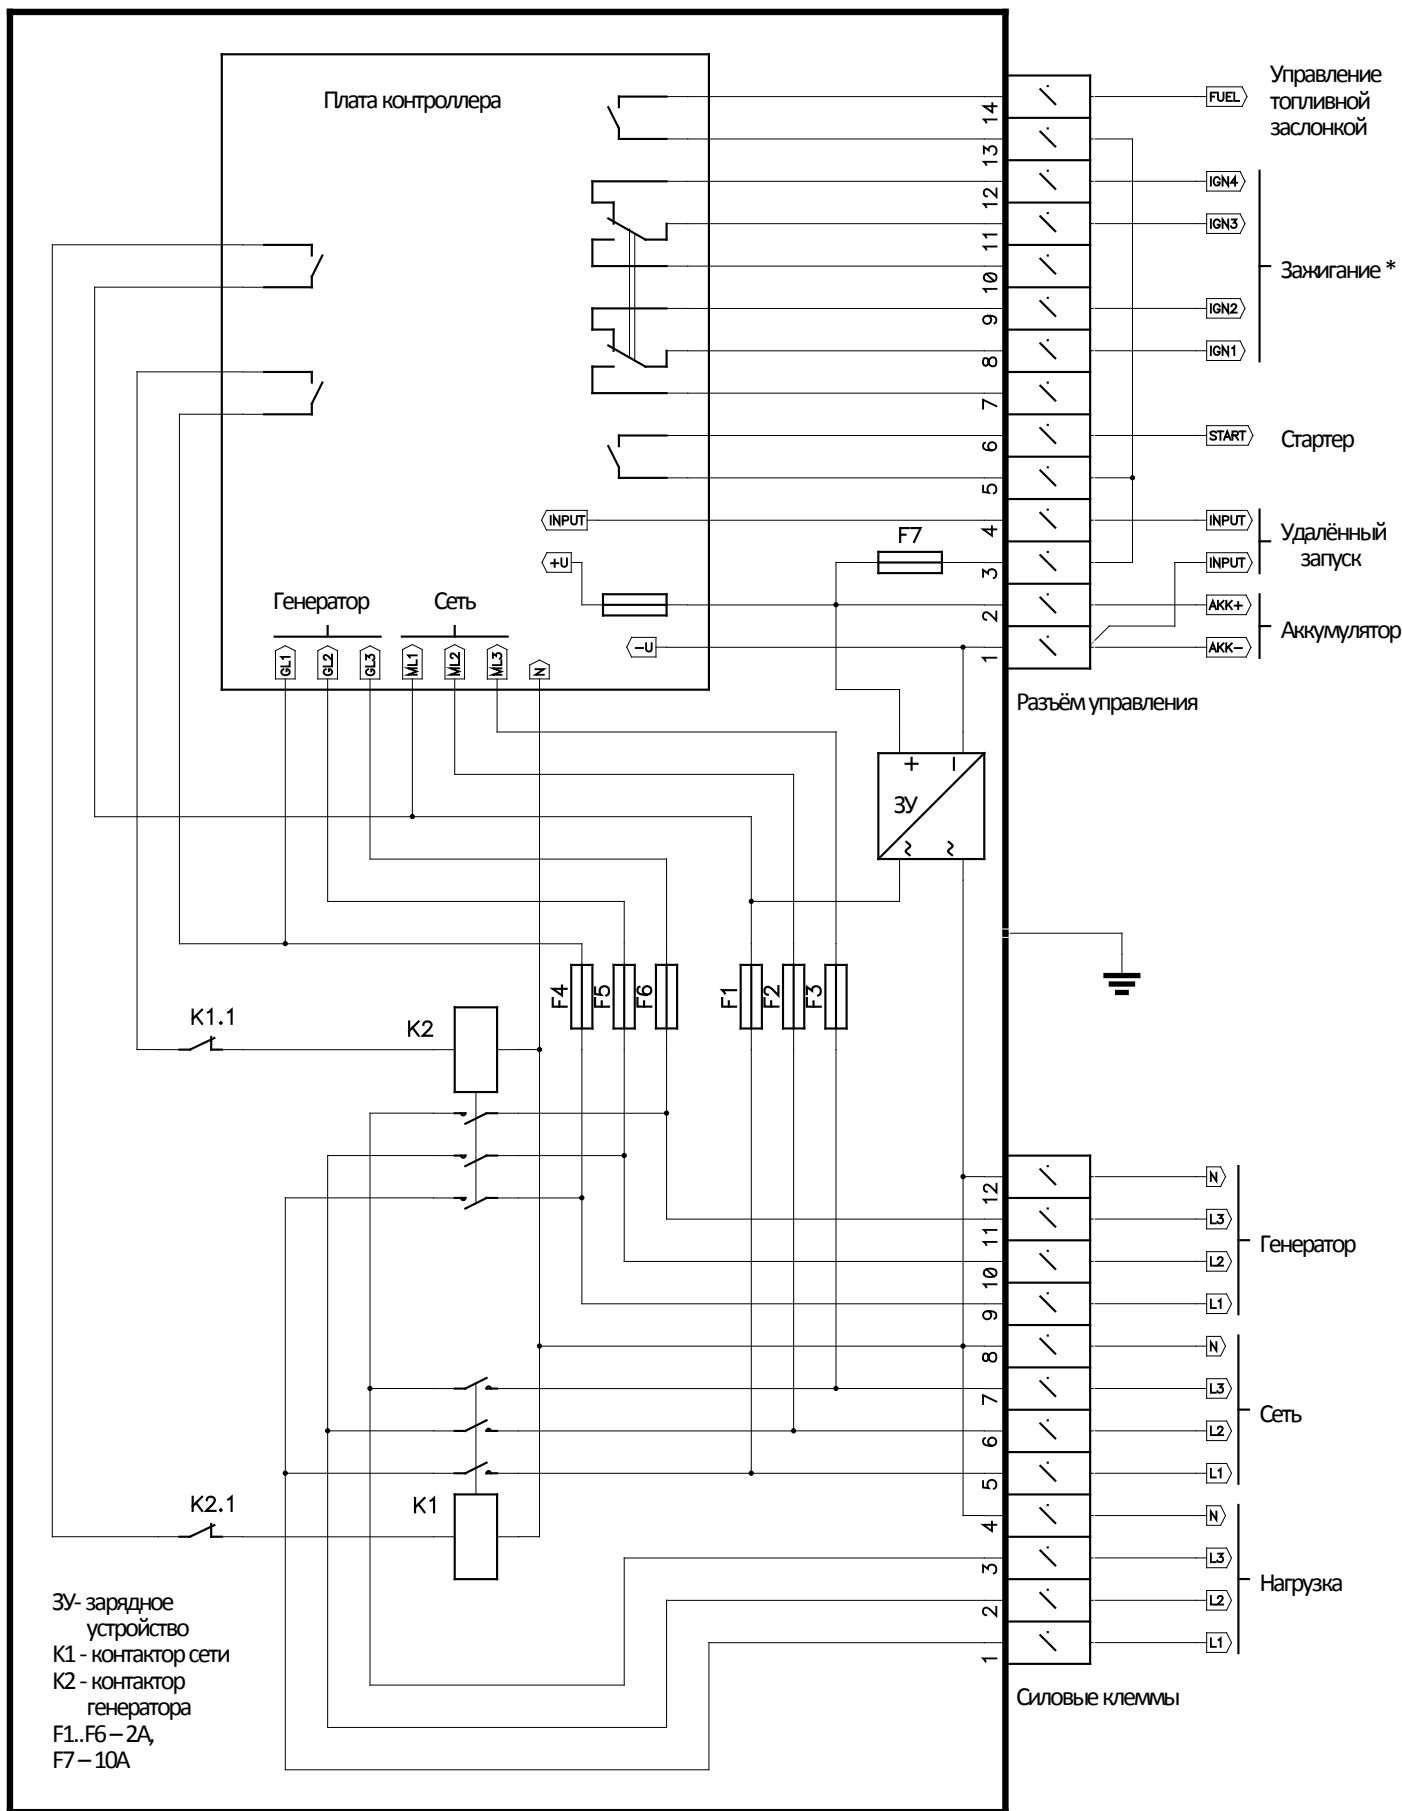 Плата контроллера
14
FUEL
Управление
топливной
заслонкой
13
12
IGN4
11
IGN3
10
Зажигание *
9
IGN2
8
IGN1
7
6
START
Стартер
5
INPUT
4
INPUT
Удалённый
запуск
+U
F7
3
INPUT
2
AKK+
Аккумулятор
-U
1
AKK-
Генератор
Сеть
GL1
GL2
GL3
ML1
ML2
ML3
N
Разъём управления
+
–
ЗУ
~
~
F4
F5
F6
F1
F2
F3
K1.1
K2
12
N
11
L3
Генератор
10
L2
9
L1
8
N
7
L3
Сеть
6
L2
5
L1
K2.1
K1
4
N
3
L3
Нагрузка
2
L2
1
L1
Силовые клеммы
ЗУ- зарядное
устройство
К1 - контактор сети
К2 - контактор
генератора
F1..F6 – 2А,
F7 – 10А